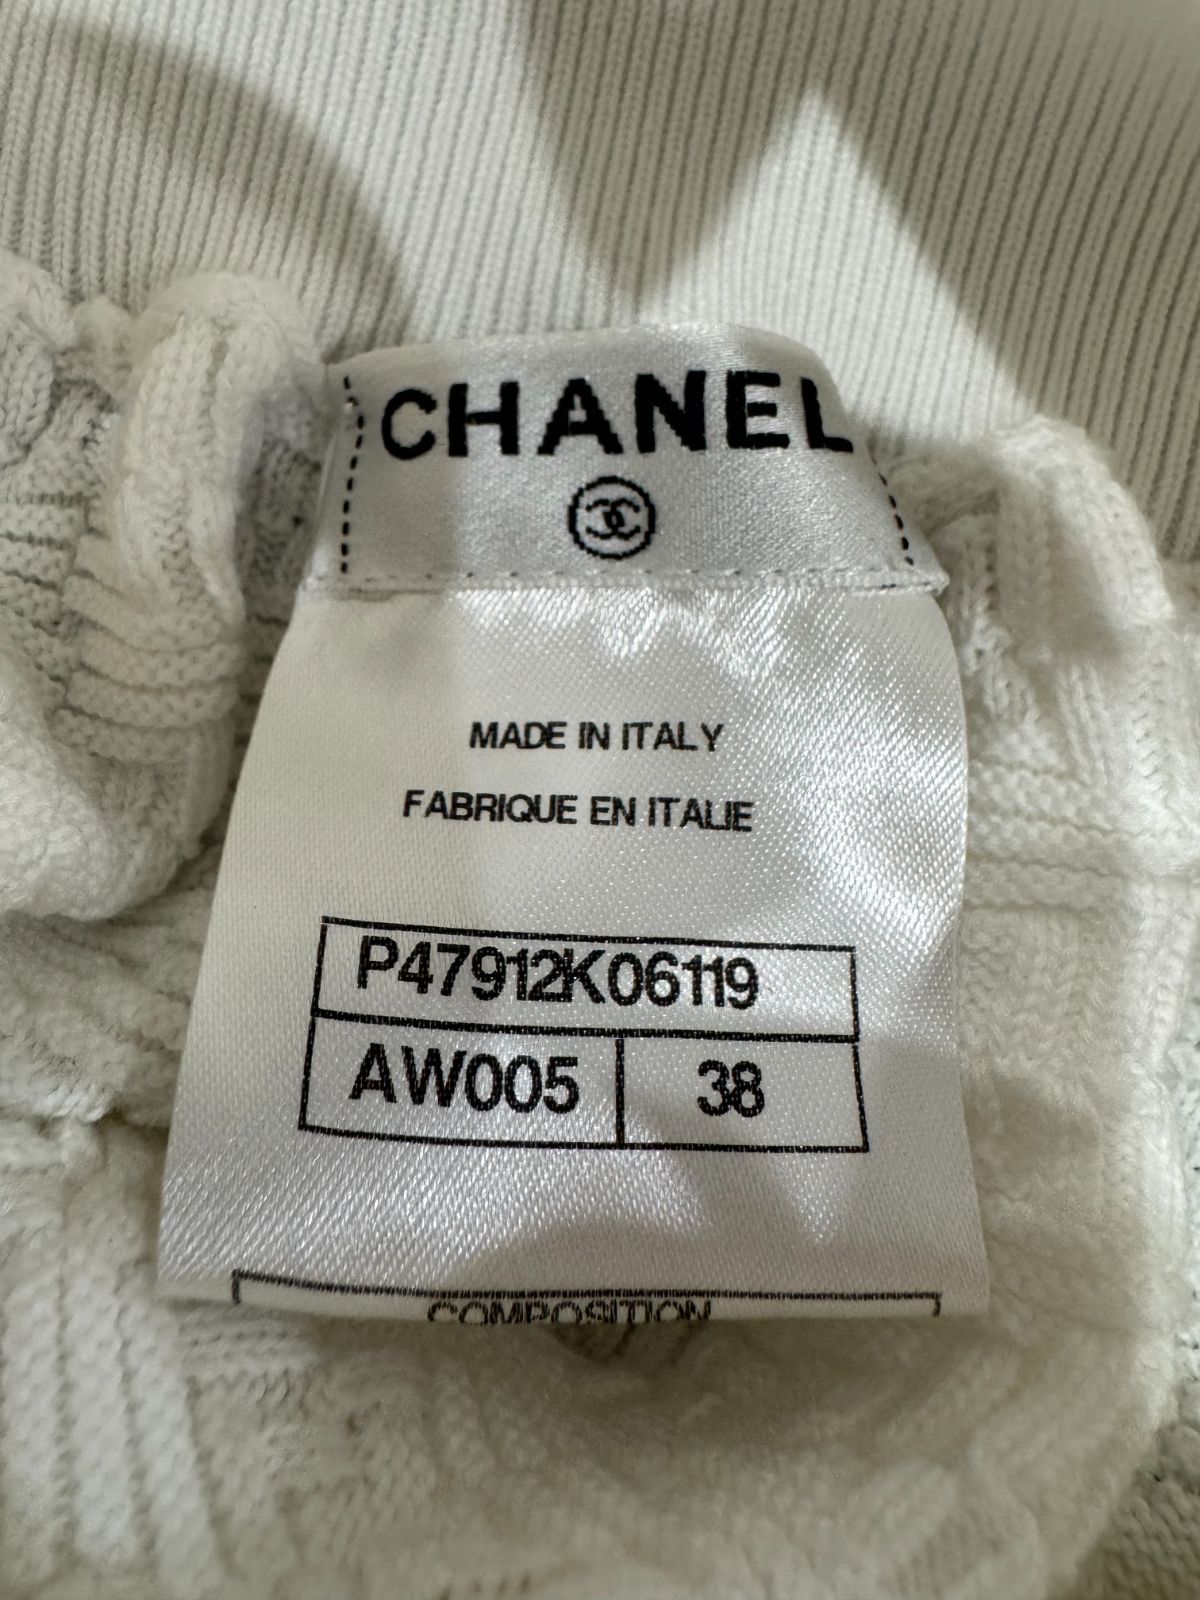 CHANEL
MADE IN ITALY
FABRIQUE EN ITALIE
P47912K06119
AW005 38
COMPOSITION